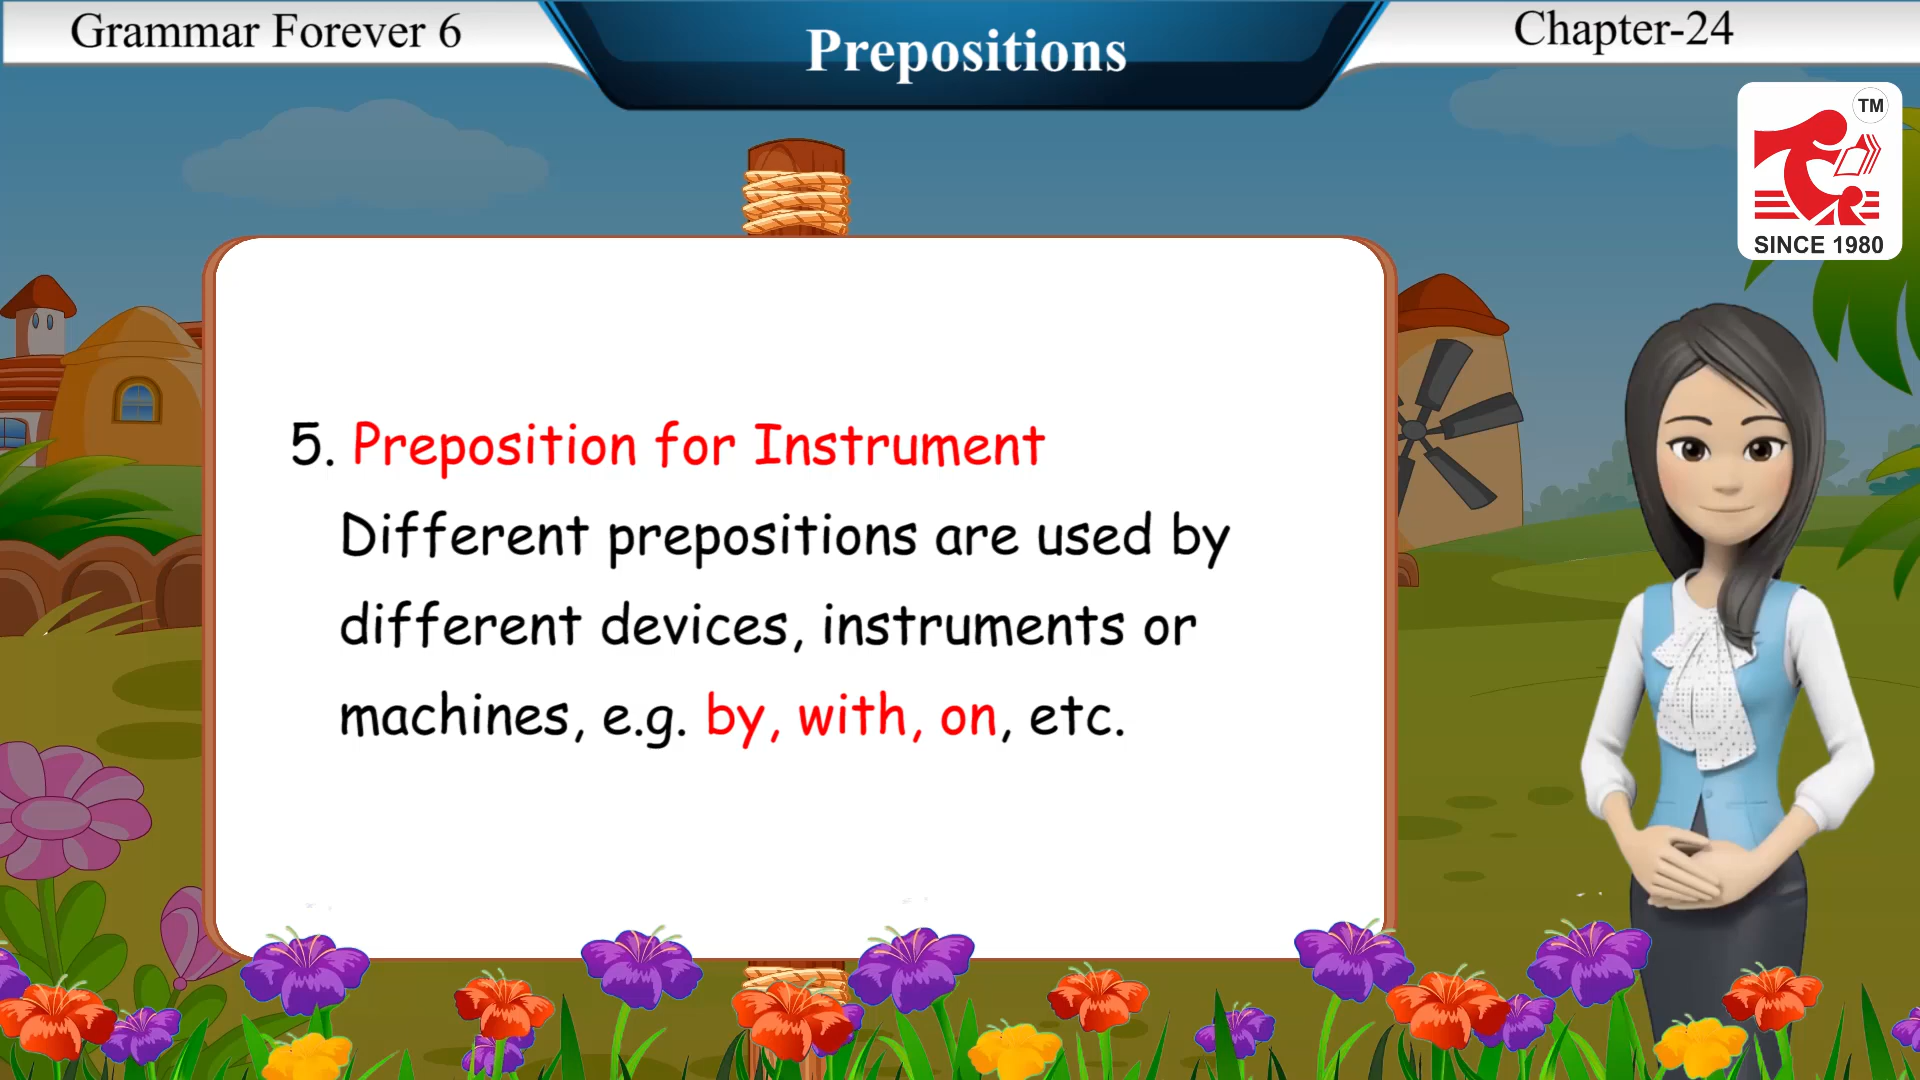 Grammar Forever 6
Prepositions
Chapter-24
TM
SINCE 1980
5. Preposition for Instrument
Different prepositions are used by
different devices, instruments or
machines, e.g. by, with, on, etc.